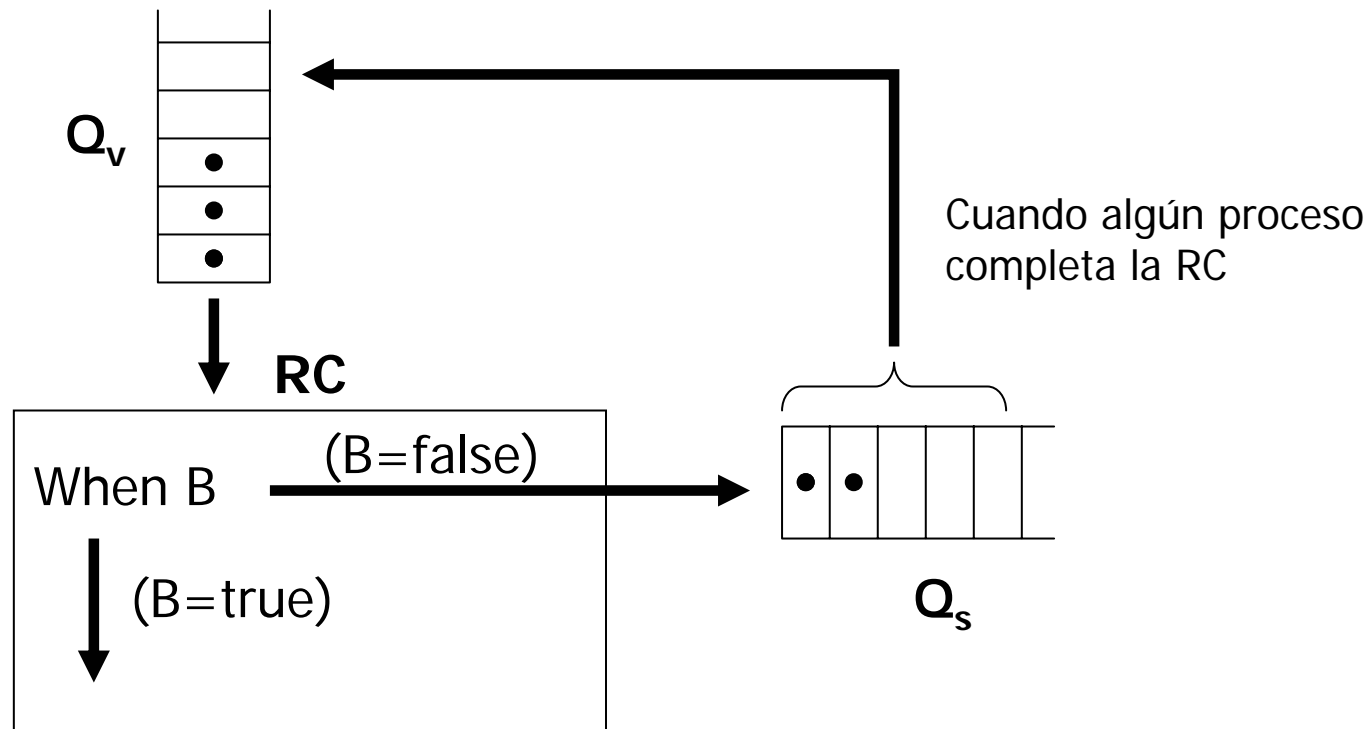 Qv
Cuando algún proceso
completa la RC
RC
(B=false)
When B
(B=true)
Qs